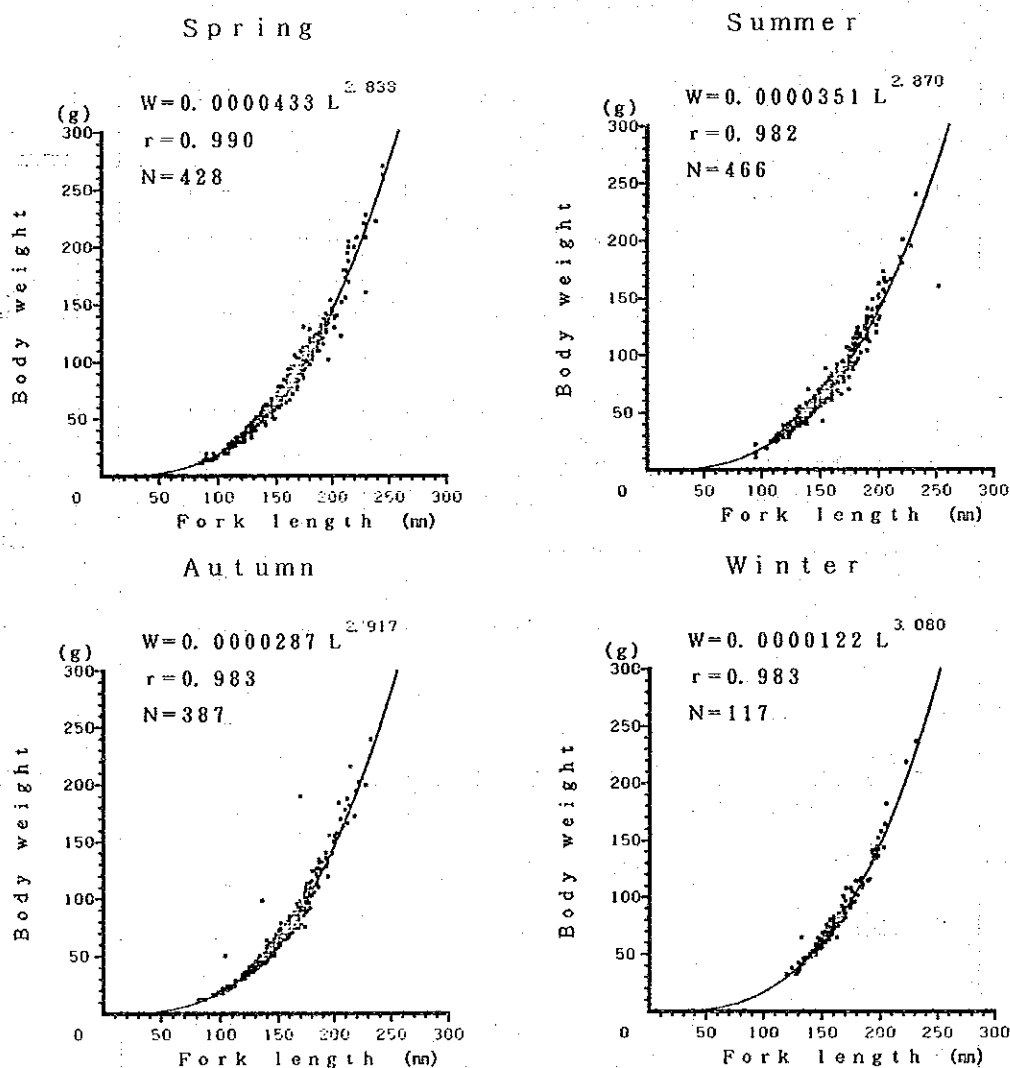 Spring
W=0.0000433 L^2.833
r=0.990
N=428
(g)
300
250
200
150
100
50
0
50 100 150 200 250 300
Body weight
Fork length (mm)
Summer
W=0.0000351 L^2.870
r=0.982
N=466
(g)
300
250
200
150
100
50
0
50 100 150 200 250 300
Body weight
Fork length (mm)
Autumn
W=0.0000287 L^2.917
r=0.983
N=387
(g)
300
250
200
150
100
50
0
50 100 150 200 250 300
Body weight
Fork length (mm)
Winter
W=0.0000122 L^3.080
r=0.983
N=117
(g)
300
250
200
150
100
50
0
50 100 150 200 250 300
Body weight
Fork length (mm)